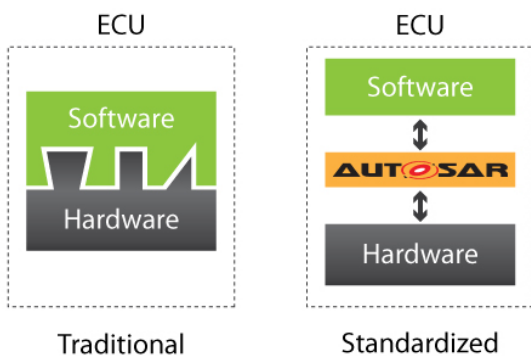 ECU
Software
Hardware
Traditional
ECU
Software
AUTOSAR
Hardware
Standardized